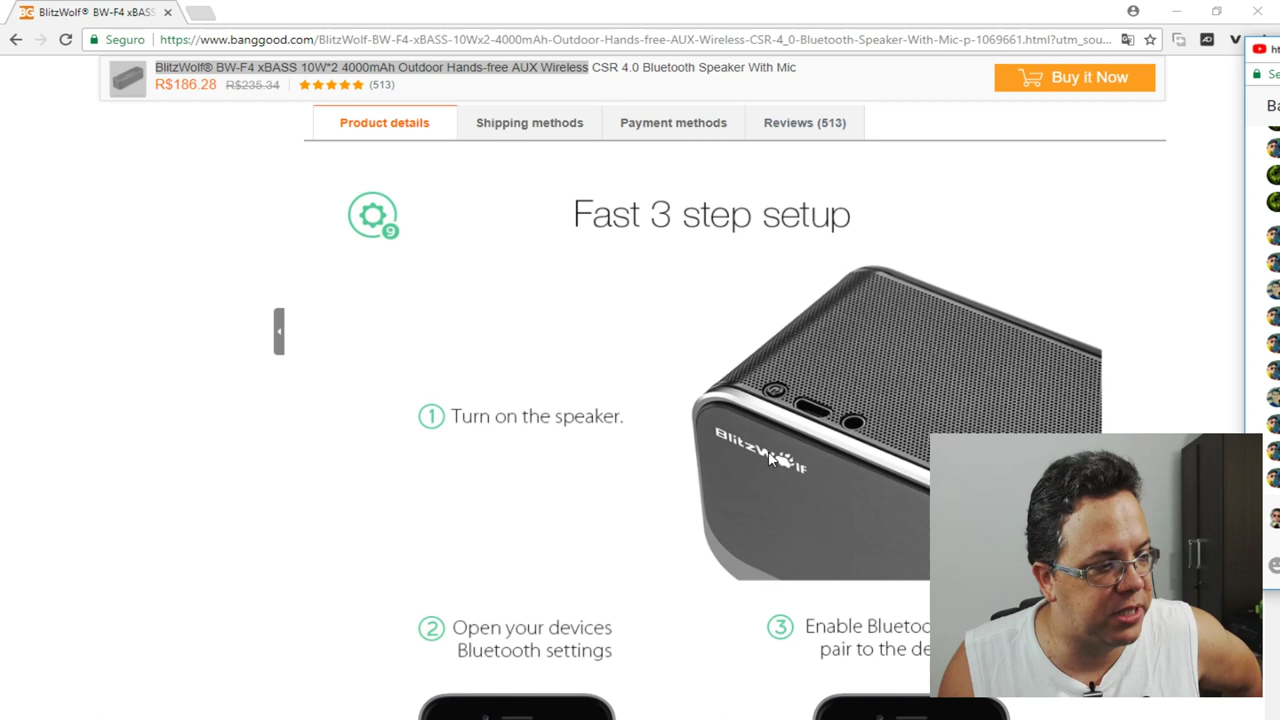 BG BlitzWolf® BW-F4 xBASS
Seguro https://www.banggood.com/BlitzWolf-BW-F4-xBASS-10Wx2-4000mAh-Outdoor-Hands-free-AUX-Wireless-CSR-4_0-Bluetooth-Speaker-With-Mic-p-1069661.html?utm_sou...
BlitzWolf® BW-F4 xBASS 10W*2 4000mAh Outdoor Hands-free AUX Wireless CSR 4.0 Bluetooth Speaker With Mic
R$186.28 R$235.34 (513)
Buy it Now
Product details Shipping methods Payment methods Reviews (513)
9 Fast 3 step setup
1 Turn on the speaker.
BlitzWolf
2 Open your devices
Bluetooth settings
3 Enable Bluetoo
pair to the de